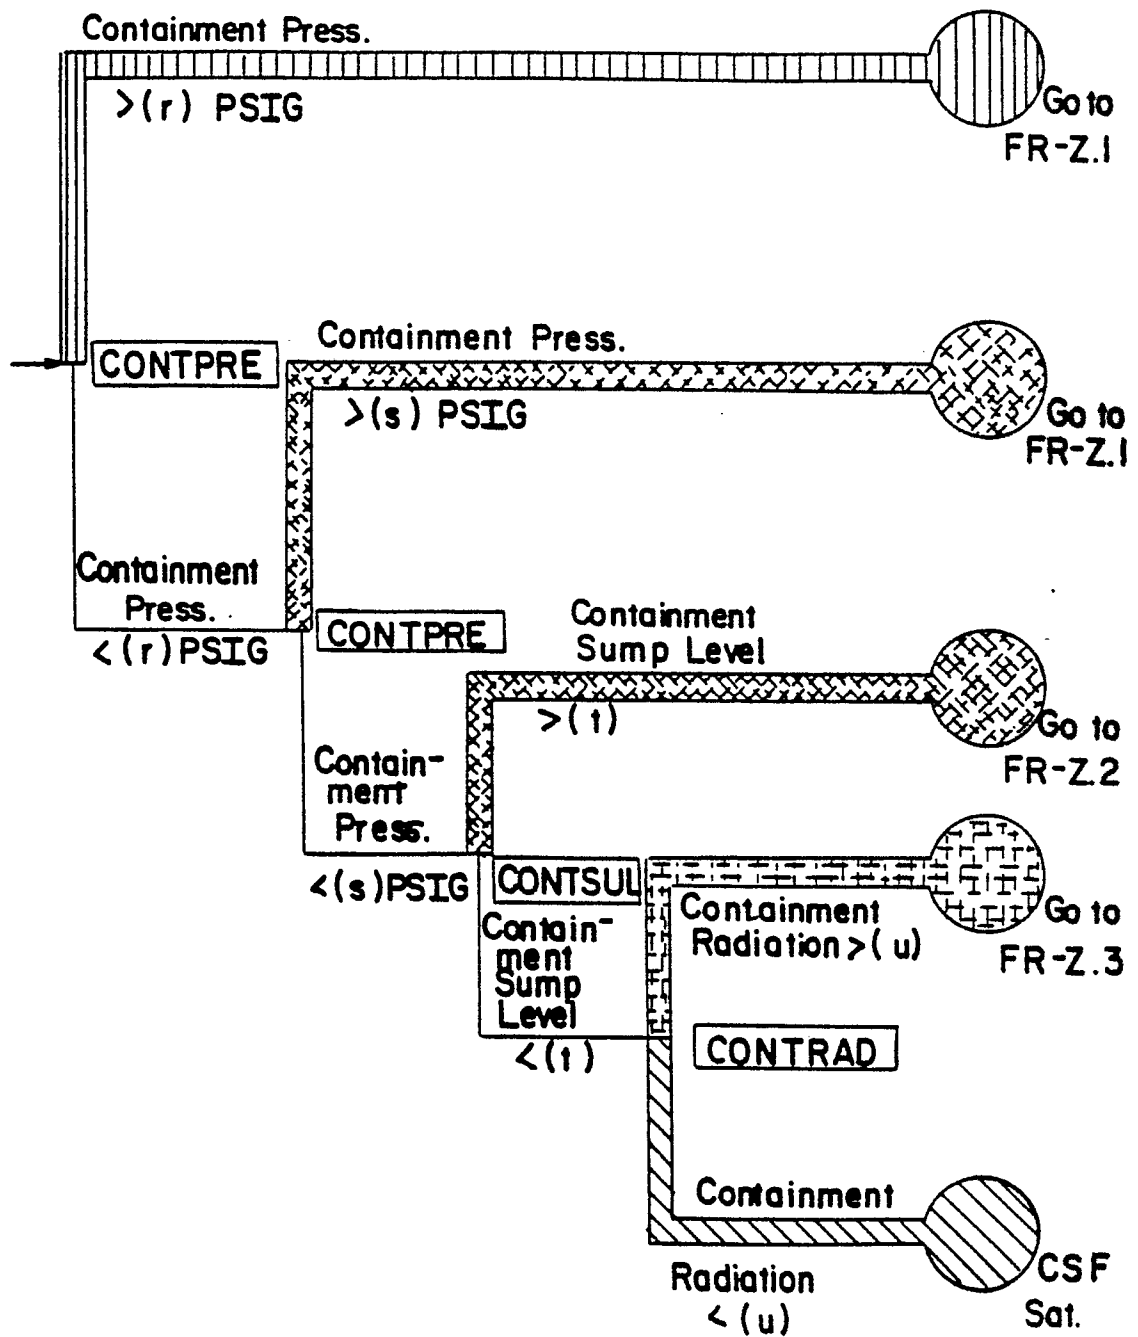 Containment Press.
>(r) PSIG
Go to
FR-Z.1
CONTPRE
Containment Press.
>(s) PSIG
Go to
FR-Z.1
Containment
Press.
<(r)PSIG
CONTPRE
Containment
Sump Level
>(t)
Go to
FR-Z.2
Contain-
ment
Press.
<(s)PSIG
CONTSUL
Contain-
ment
Sump
Level
<(t)
Containment
Radiation>(u)
Go to
FR-Z.3
CONTRAD
Containment
Radiation
<(u)
CSF
Sat.